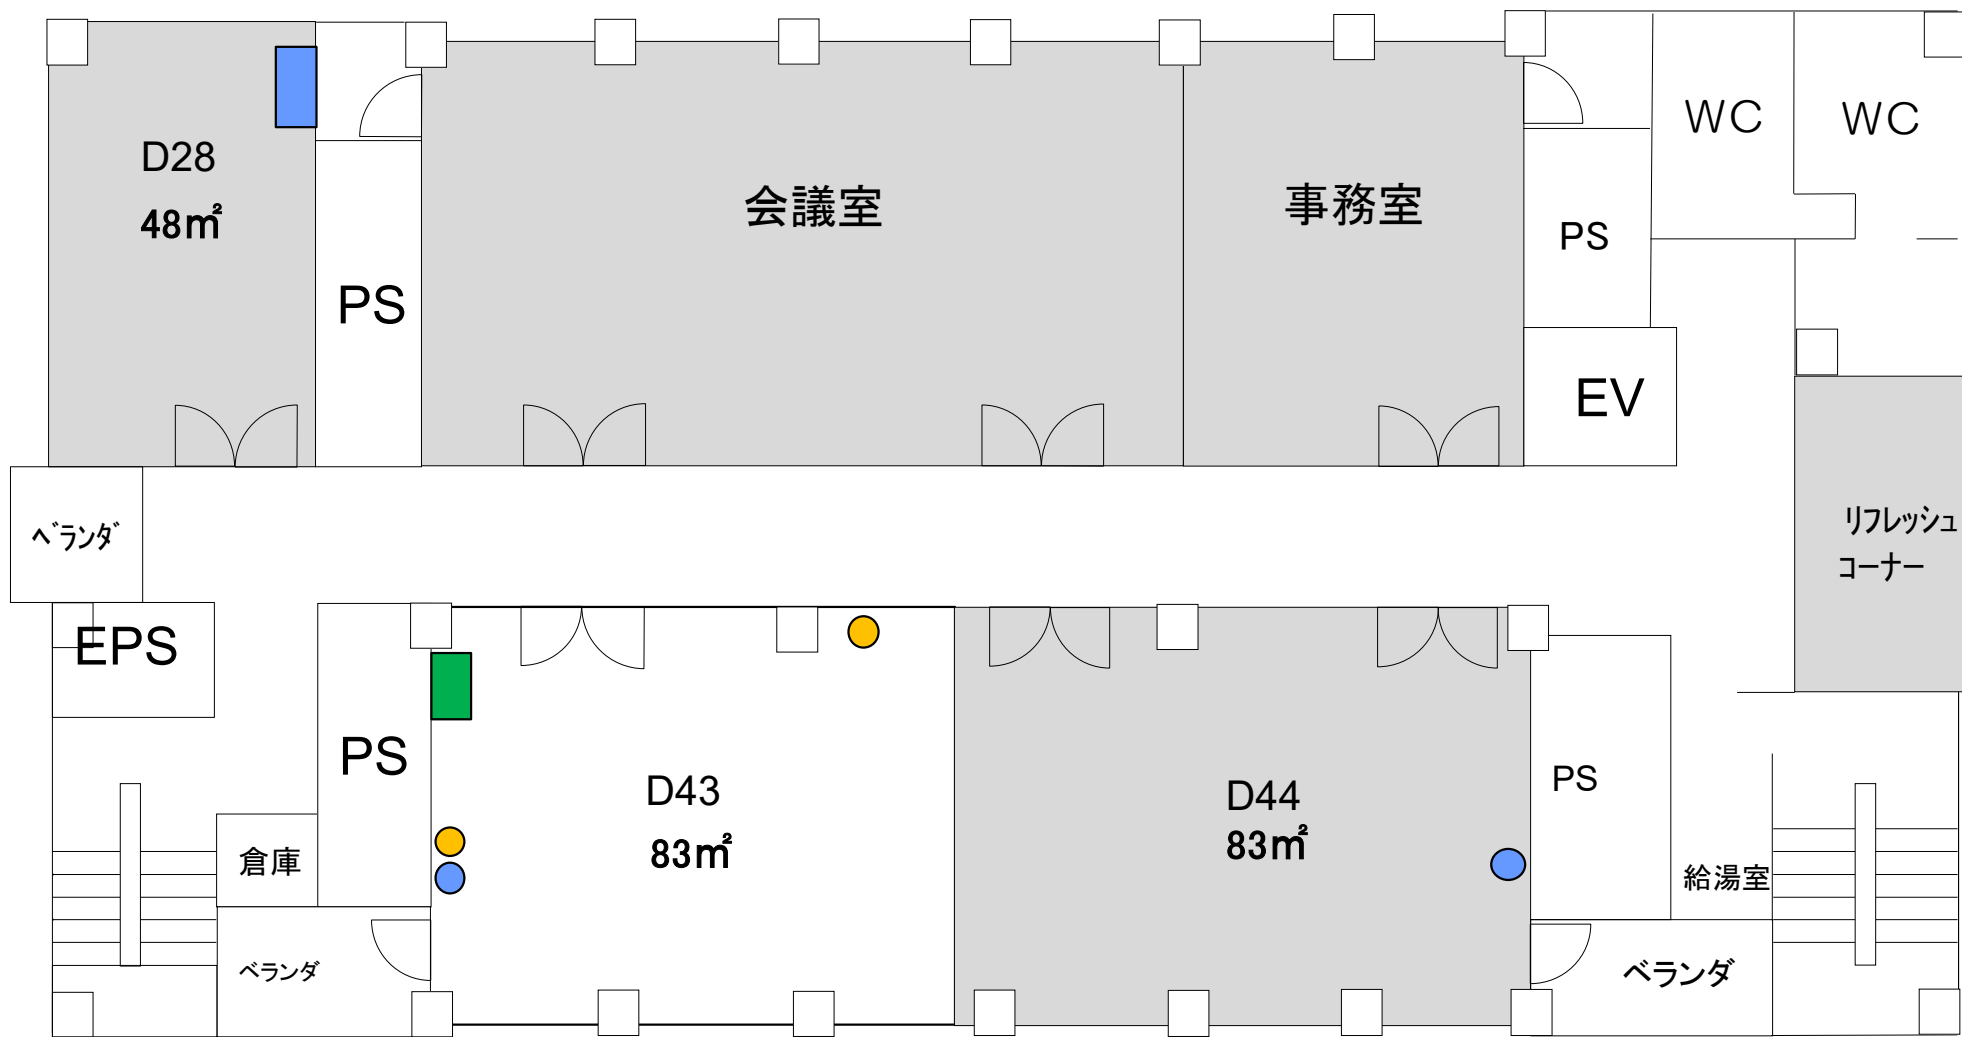 D28
48㎡
PS
会議室
事務室
PS
WC
WC
EV
ベランダ
リフレッシュ
コーナー
EPS
PS
倉庫
ベランダ
D43
83㎡
D44
83㎡
PS
給湯室
ベランダ